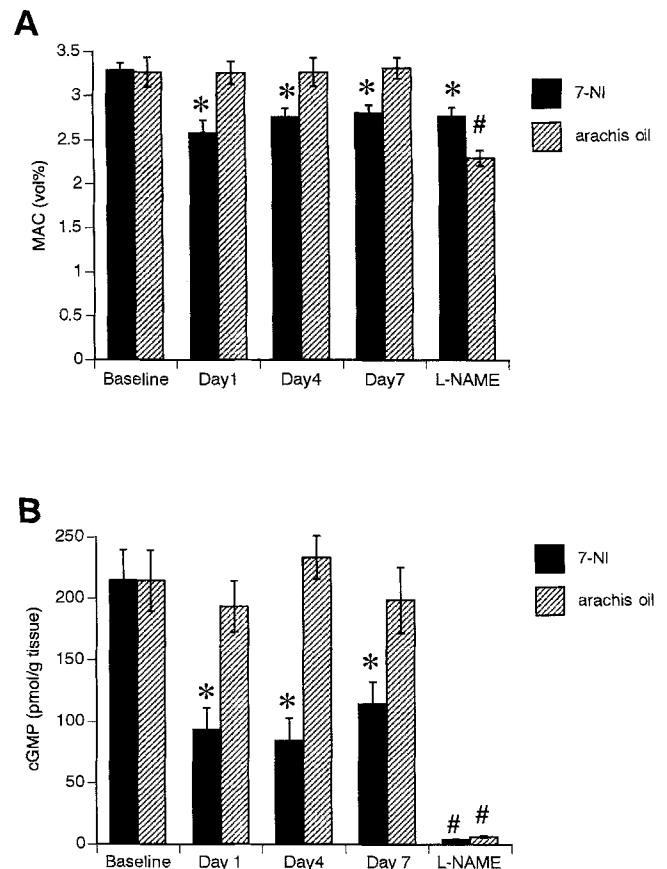 A
3.5
3
2.5
2
1.5
1
0.5
0
MAC (vol%)
* * * * #
Baseline Day1 Day4 Day7 L-NAME
7-NI
arachis oil
B
250
200
150
100
50
0
cGMP (pmol/g tissue)
* * * # #
Baseline Day 1 Day4 Day 7 L-NAME
7-NI
arachis oil